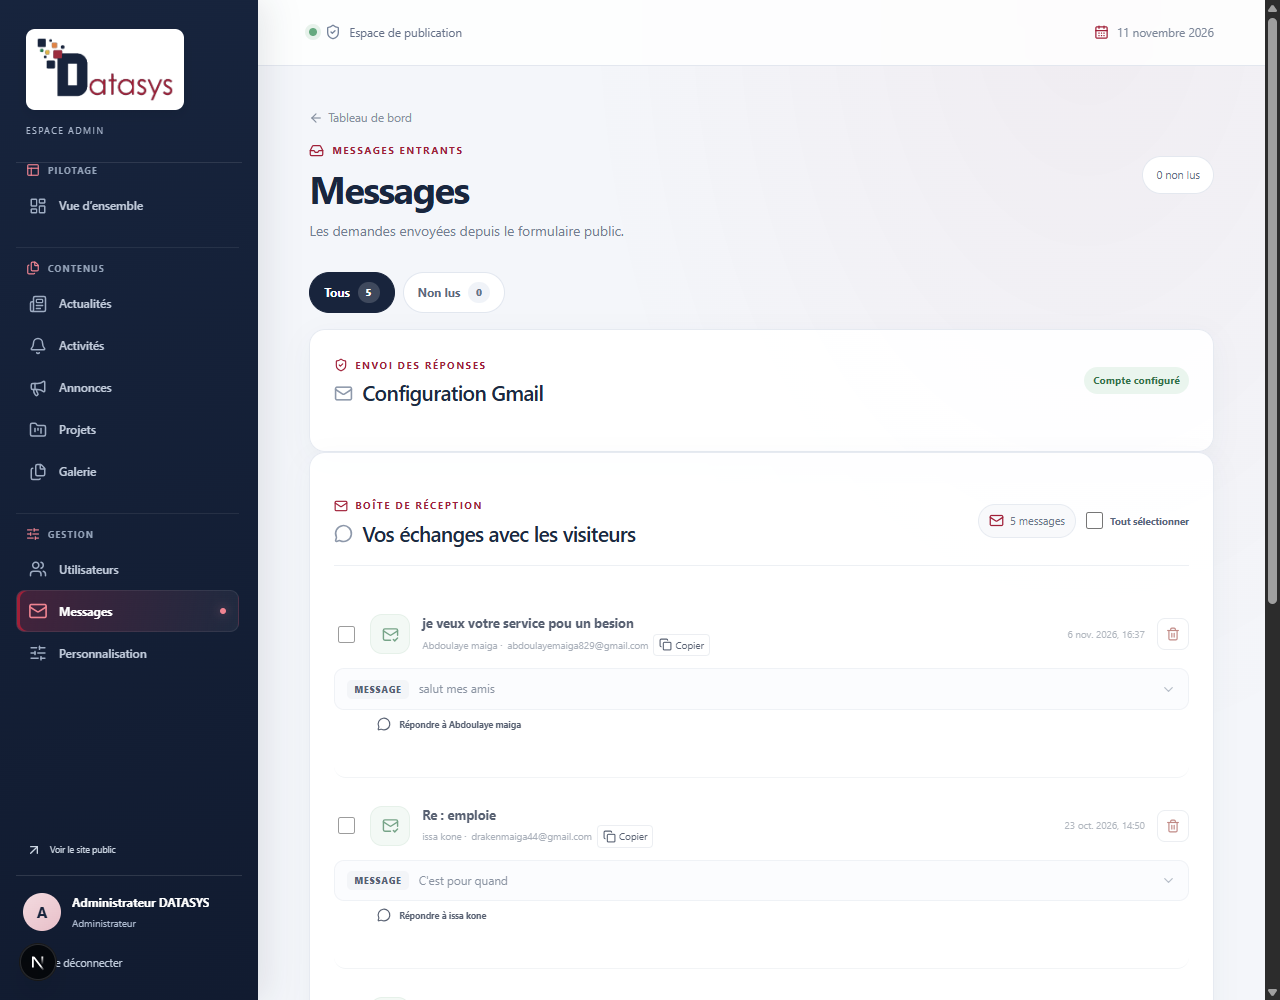 Datasys
ESPACE ADMIN
PILOTAGE
Vue d'ensemble
CONTENUS
Actualités
Activités
Annonces
Projets
Galerie
GESTION
Utilisateurs
Messages
Personnalisation
Voir le site public
A
Administrateur DATASYS
Administrateur
N
e déconnecter
Espace de publication
11 novembre 2026
Tableau de bord
MESSAGES ENTRANTS
Messages
0 non lus
Les demandes envoyées depuis le formulaire public.
Tous 5
Non lus 0
ENVOI DES RÉPONSES
Configuration Gmail
Compte configuré
BOÎTE DE RÉCEPTION
Vos échanges avec les visiteurs
5 messages
Tout sélectionner
je veux votre service pou un besion
Abdoulaye maiga · abdoulayemaiga829@gmail.com Copier
6 nov. 2026, 16:37
MESSAGE salut mes amis
Répondre à Abdoulaye maiga
Re : emploie
issa kone · drakenmaiga44@gmail.com Copier
23 oct. 2026, 14:50
MESSAGE C'est pour quand
Répondre à issa kone